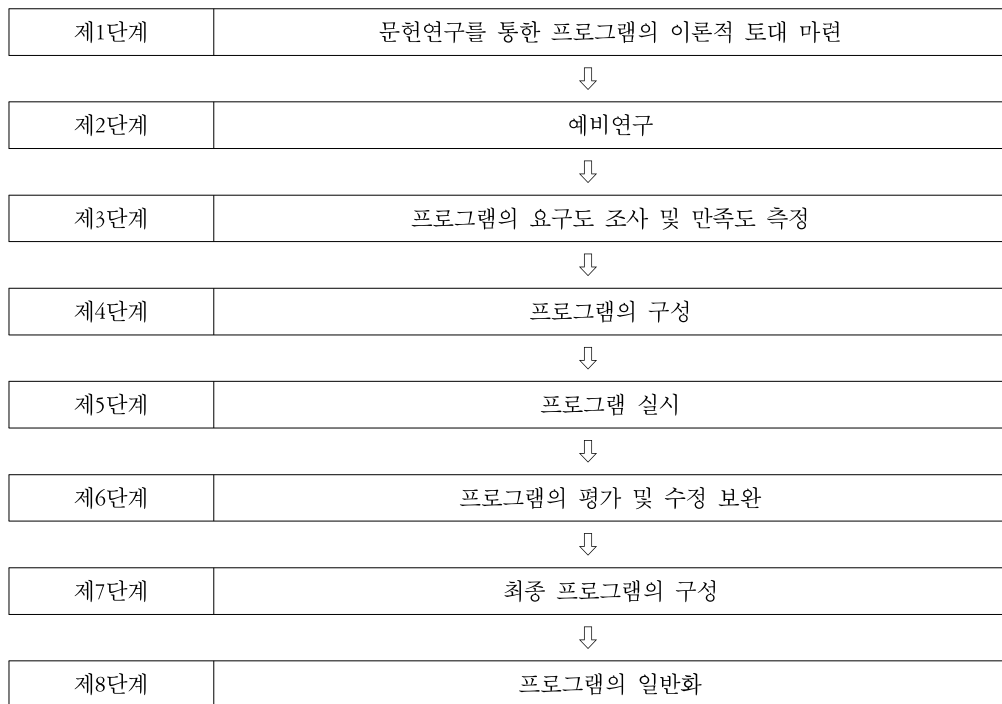 제1단계 문헌연구를 통한 프로그램의 이론적 토대 마련
⇩
제2단계 예비연구
⇩
제3단계 프로그램의 요구도 조사 및 만족도 측정
⇩
제4단계 프로그램의 구성
⇩
제5단계 프로그램 실시
⇩
제6단계 프로그램의 평가 및 수정 보완
⇩
제7단계 최종 프로그램의 구성
⇩
제8단계 프로그램의 일반화